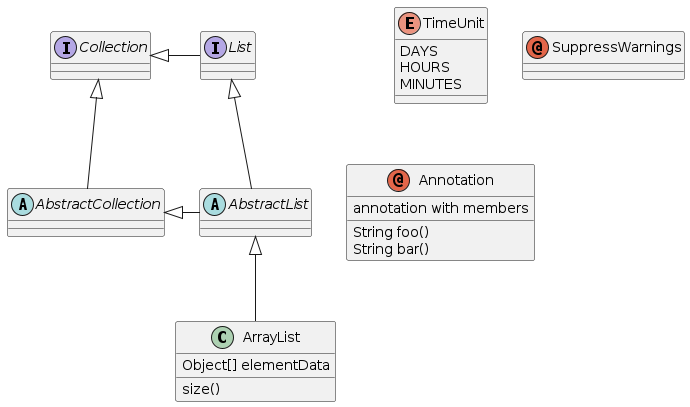 I Collection
I List
E TimeUnit
DAYS
HOURS
MINUTES
@ SuppressWarnings
A AbstractCollection
A AbstractList
@ Annotation
annotation with members
String foo()
String bar()
C ArrayList
Object[] elementData
size()